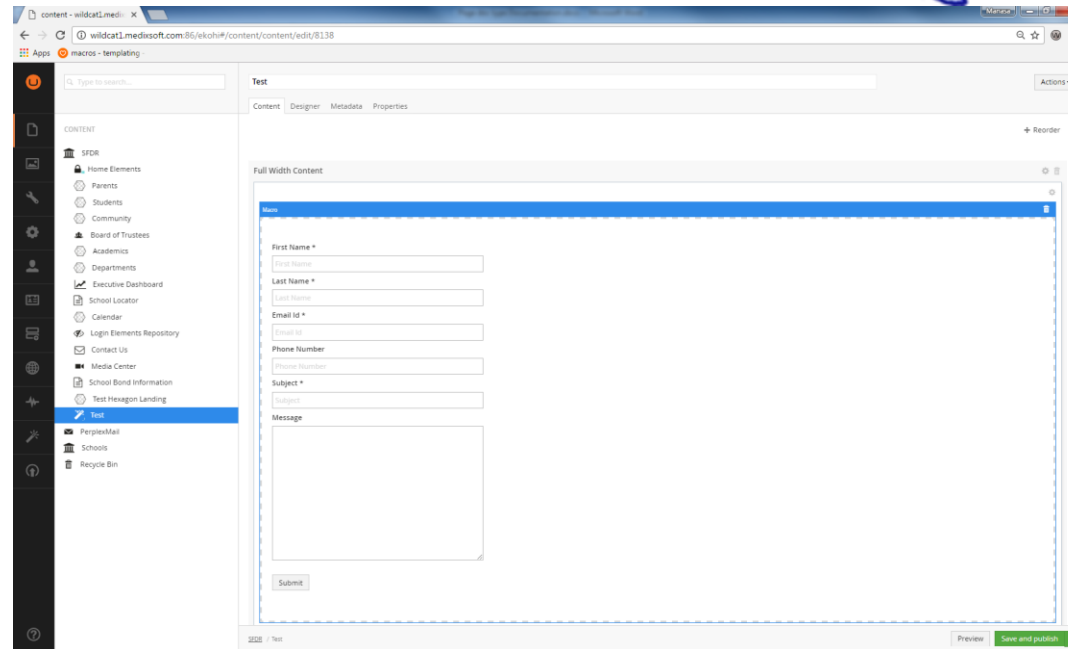 content - wildcat1.medi
wildcat1.medixsoft.com:86/ekohi#/content/content/edit/8138
Apps
macros - templating -
Type to search...
Test
Actions
Content Designer Metadata Properties
CONTENT
+ Reorder
SFDR
Home Elements
Full Width Content
Parents
Students
Main
Community
Board of Trustees
Academics
Departments
Executive Dashboard
School Locator
Calendar
Login Elements Repository
Contact Us
Media Center
School Bond Information
Test Hexagon Landing
Test
PerplexMail
Schools
Recycle Bin
First Name *
First Name
Last Name *
Last Name
Email Id *
Email Id
Phone Number
Phone Number
Subject *
Subject
Message
Submit
SFDR / Test
Preview
Save and publish